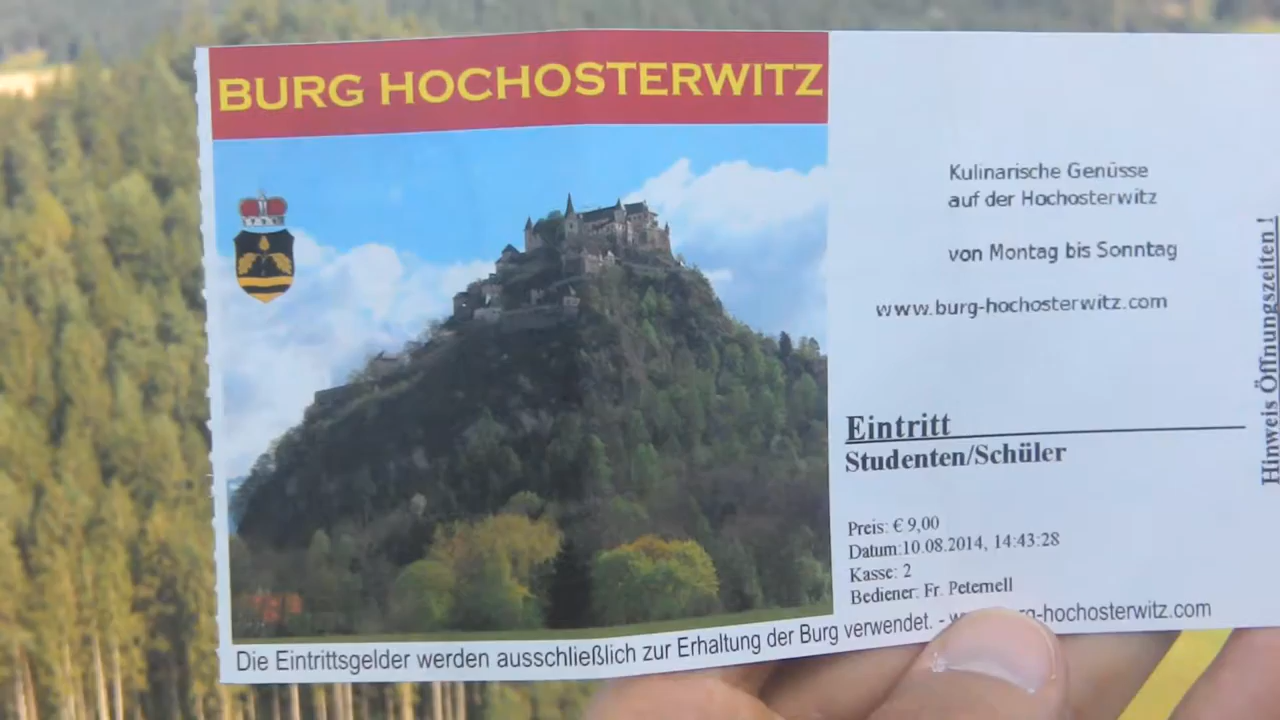 BURG HOCHOSTERWITZ
Kulinarische Genüsse
auf der Hochosterwitz
von Montag bis Sonntag
www.burg-hochosterwitz.com
Eintritt
Studenten/Schüler
Preis: € 9,00
Datum:10.08.2014, 14:43:28
Kasse: 2
Bediener: Fr. Peternell
Die Eintrittsgelder werden ausschließlich zur Erhaltung der Burg verwendet. - w rg-hochosterwitz.com
Hinweis Öffnungszeiten !